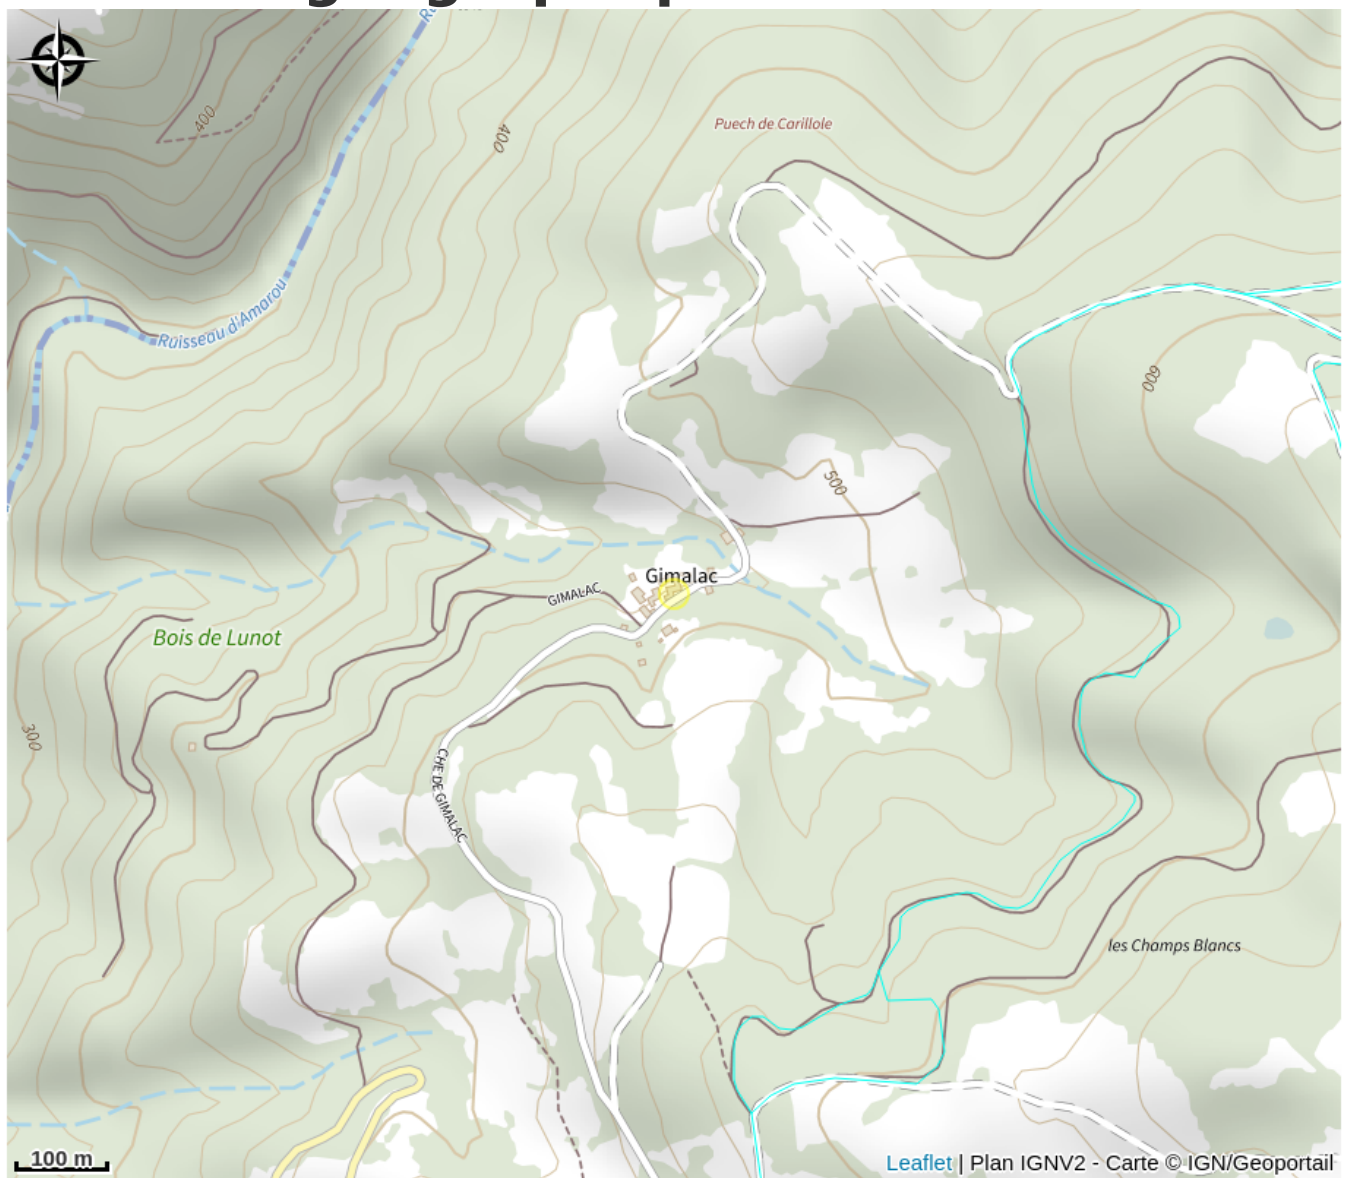 400
400
Puech de Carillole
Ruisseau d'Amarou
600
500
Gimalac
GIMALAC
Bois de Lunot
300
CHE DE GIMALAC
les Champs Blancs
100 m
Leaflet | Plan IGNV2 - Carte © IGN/Geoportail